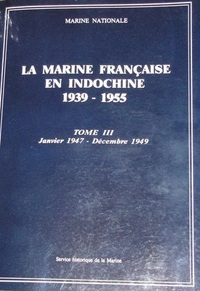 MARINE NATIONALE
LA MARINE FRANÇAISE
EN INDOCHINE
1939 - 1955
TOME III
Janvier 1947 - Décembre 1949
Service historique de la Marine